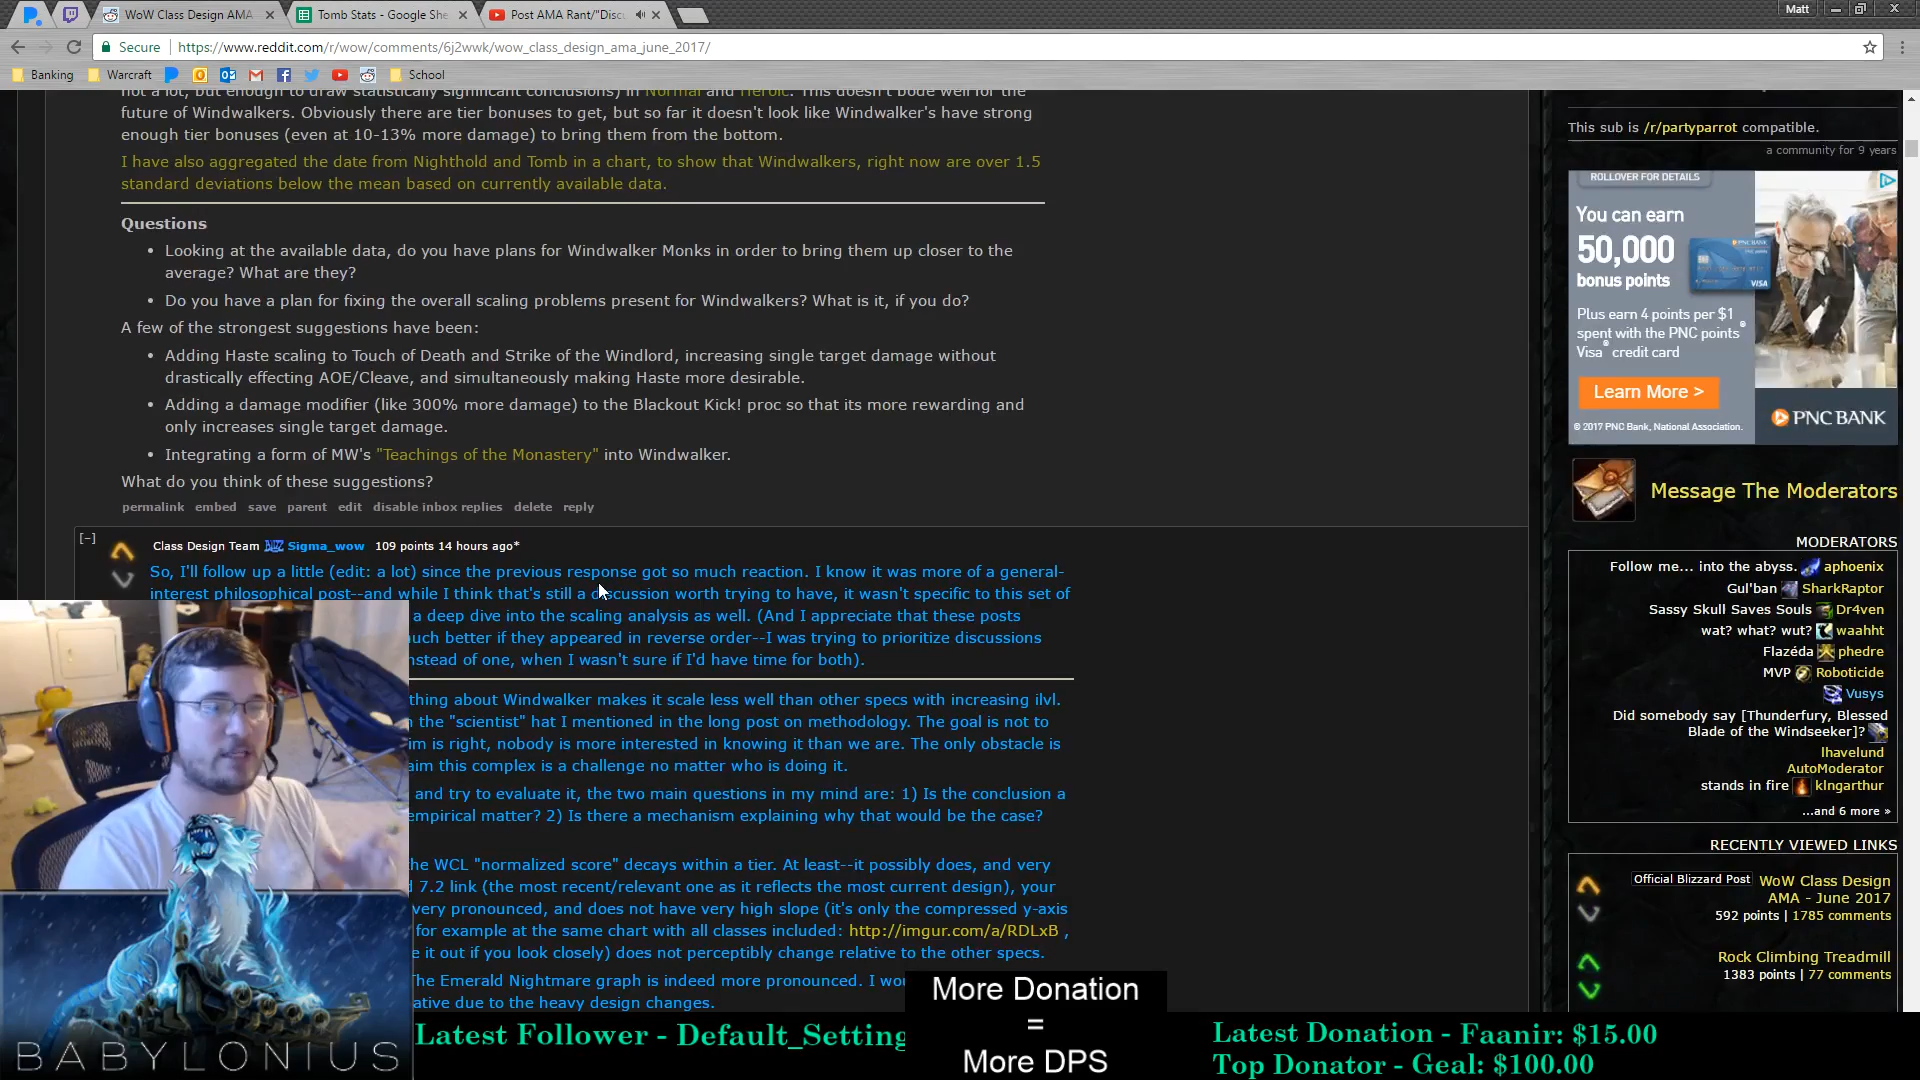 WoW Class Design AMA
Tomb Stats - Google She
Post AMA Rant/"Discu
Matt
Secure
https://www.reddit.com/r/wow/comments/6j2wwk/wow_class_design_ama_june_2017/
Banking
Warcraft
School
not a lot, but enough to draw statistically significant conclusions) in Normal and Heroic. This doesn't bode well for the
future of Windwalkers. Obviously there are tier bonuses to get, but so far it doesn't look like Windwalker's have strong
enough tier bonuses (even at 10-13% more damage) to bring them from the bottom.
I have also aggregated the date from Nighthold and Tomb in a chart, to show that Windwalkers, right now are over 1.5
standard deviations below the mean based on currently available data.
Questions
• Looking at the available data, do you have plans for Windwalker Monks in order to bring them up closer to the
average? What are they?
• Do you have a plan for fixing the overall scaling problems present for Windwalkers? What is it, if you do?
A few of the strongest suggestions have been:
• Adding Haste scaling to Touch of Death and Strike of the Windlord, increasing single target damage without
drastically effecting AOE/Cleave, and simultaneously making Haste more desirable.
• Adding a damage modifier (like 300% more damage) to the Blackout Kick! proc so that its more rewarding and
only increases single target damage.
• Integrating a form of MW's "Teachings of the Monastery" into Windwalker.
What do you think of these suggestions?
permalink embed save parent edit disable inbox replies delete reply
[–]
Class Design Team Sigma_wow 109 points 14 hours ago*
So, I'll follow up a little (edit: a lot) since the previous response got so much reaction. I know it was more of a general-
interest philosophical post--and while I think that's still a discussion worth trying to have, it wasn't specific to this set of
a deep dive into the scaling analysis as well. (And I appreciate that these posts
uch better if they appeared in reverse order--I was trying to prioritize discussions
nstead of one, when I wasn't sure if I'd have time for both).
thing about Windwalker makes it scale less well than other specs with increasing ilvl.
the "scientist" hat I mentioned in the long post on methodology. The goal is not to
im is right, nobody is more interested in knowing it than we are. The only obstacle is
aim this complex is a challenge no matter who is doing it.
and try to evaluate it, the two main questions in my mind are: 1) Is the conclusion a
empirical matter? 2) Is there a mechanism explaining why that would be the case?
he WCL "normalized score" decays within a tier. At least--it possibly does, and very
7.2 link (the most recent/relevant one as it reflects the most current design), your
very pronounced, and does not have very high slope (it's only the compressed y-axis
for example at the same chart with all classes included: http://imgur.com/a/RDLxB ,
e it out if you look closely) does not perceptibly change relative to the other specs.
The Emerald Nightmare graph is indeed more pronounced. I wou
ative due to the heavy design changes.
This sub is /r/partyparrot compatible.
a community for 9 years
ROLLOVER FOR DETAILS
You can earn
50,000
bonus points
Plus earn 4 points per $1
spent with the PNC points®
Visa® credit card
Learn More >
© 2017 PNC Bank, National Association.
PNC BANK
Message The Moderators
MODERATORS
Follow me... into the abyss. aphoenix
Gul'ban SharkRaptor
Sassy Skull Saves Souls Dr4ven
wat? what? wut? waahht
Flazéda phedre
MVP Roboticide
Vusys
Did somebody say [Thunderfury, Blessed
Blade of the Windseeker]?
lhavelund
AutoModerator
stands in fire k1ngarthur
...and 6 more »
RECENTLY VIEWED LINKS
Official Blizzard Post WoW Class Design
AMA - June 2017
592 points | 1785 comments
Rock Climbing Treadmill
1383 points | 77 comments
BABYLONIUS
Latest Follower - Default_Setting
More Donation
=
More DPS
Latest Donation - Faanir: $15.00
Top Donator - Geal: $100.00